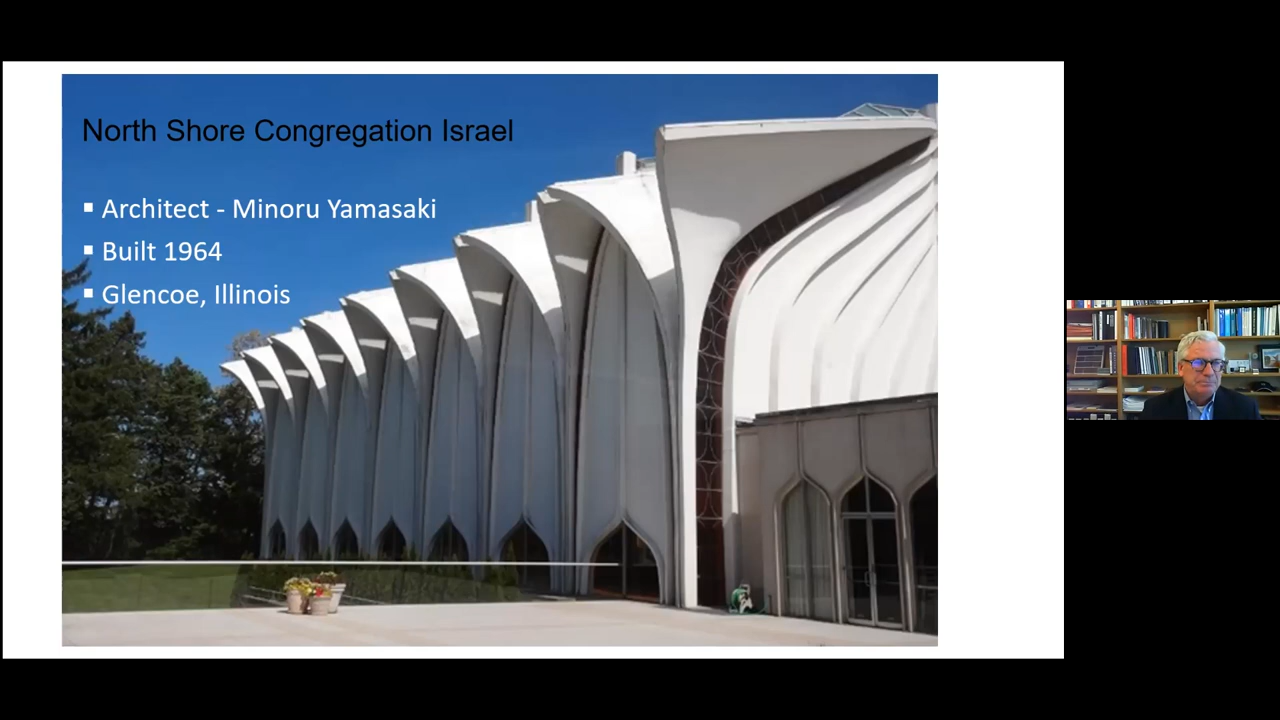 North Shore Congregation Israel
▪ Architect - Minoru Yamasaki
▪ Built 1964
▪ Glencoe, Illinois